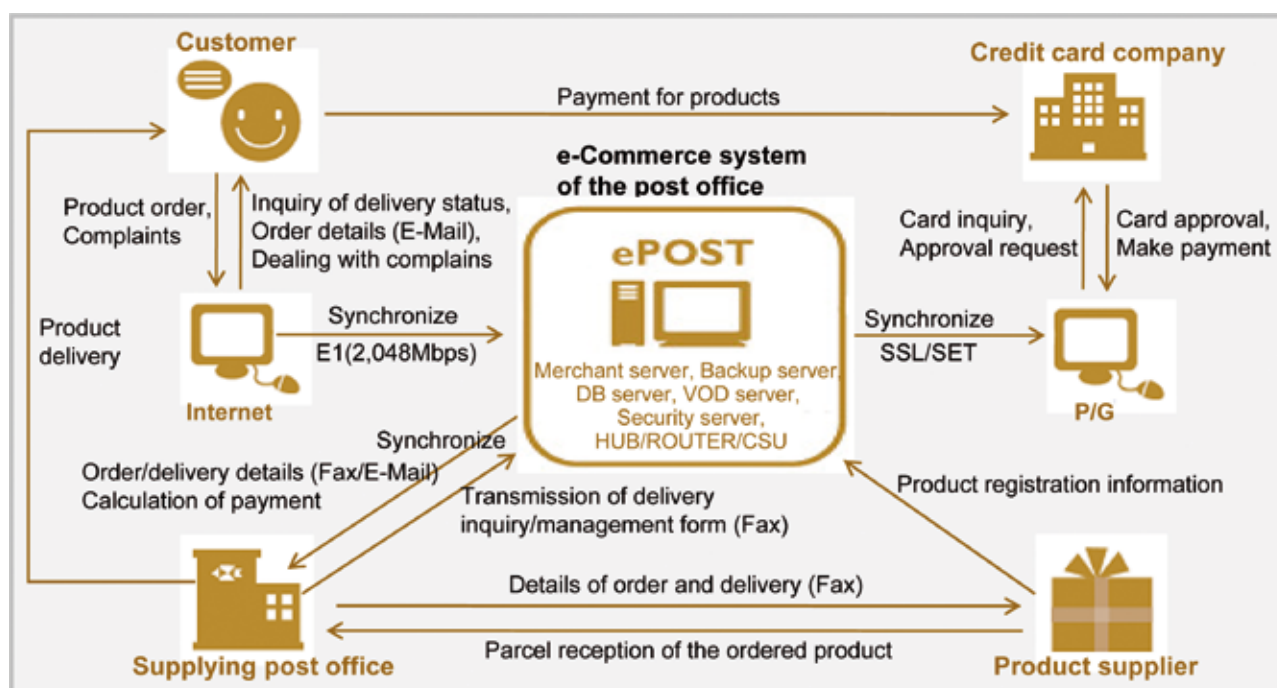 Customer
Credit card company
Payment for products
e-Commerce system
of the post office
Product order,
Complaints
Inquiry of delivery status,
Order details (E-Mail),
Dealing with complains
ePOST
Card inquiry,
Approval request
Card approval,
Make payment
Product
delivery
Synchronize
E1(2,048Mbps)
Synchronize
SSL/SET
Merchant server, Backup server,
DB server, VOD server,
Security server,
HUB/ROUTER/CSU
Internet
P/G
Synchronize
Order/delivery details (Fax/E-Mail)
Calculation of payment
Transmission of delivery
inquiry/management form (Fax)
Product registration information
Details of order and delivery (Fax)
Parcel reception of the ordered product
Supplying post office
Product supplier